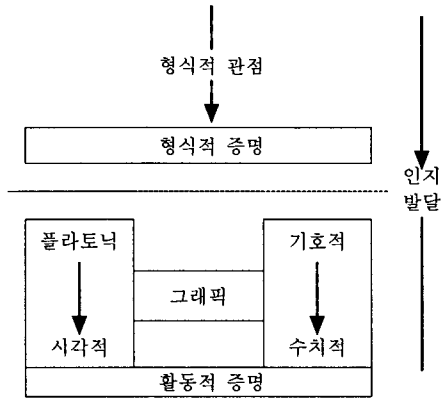 형식적 관점
형식적 증명
인지
발달
플라토닉
기호적
그래픽
시각적
수치적
활동적 증명